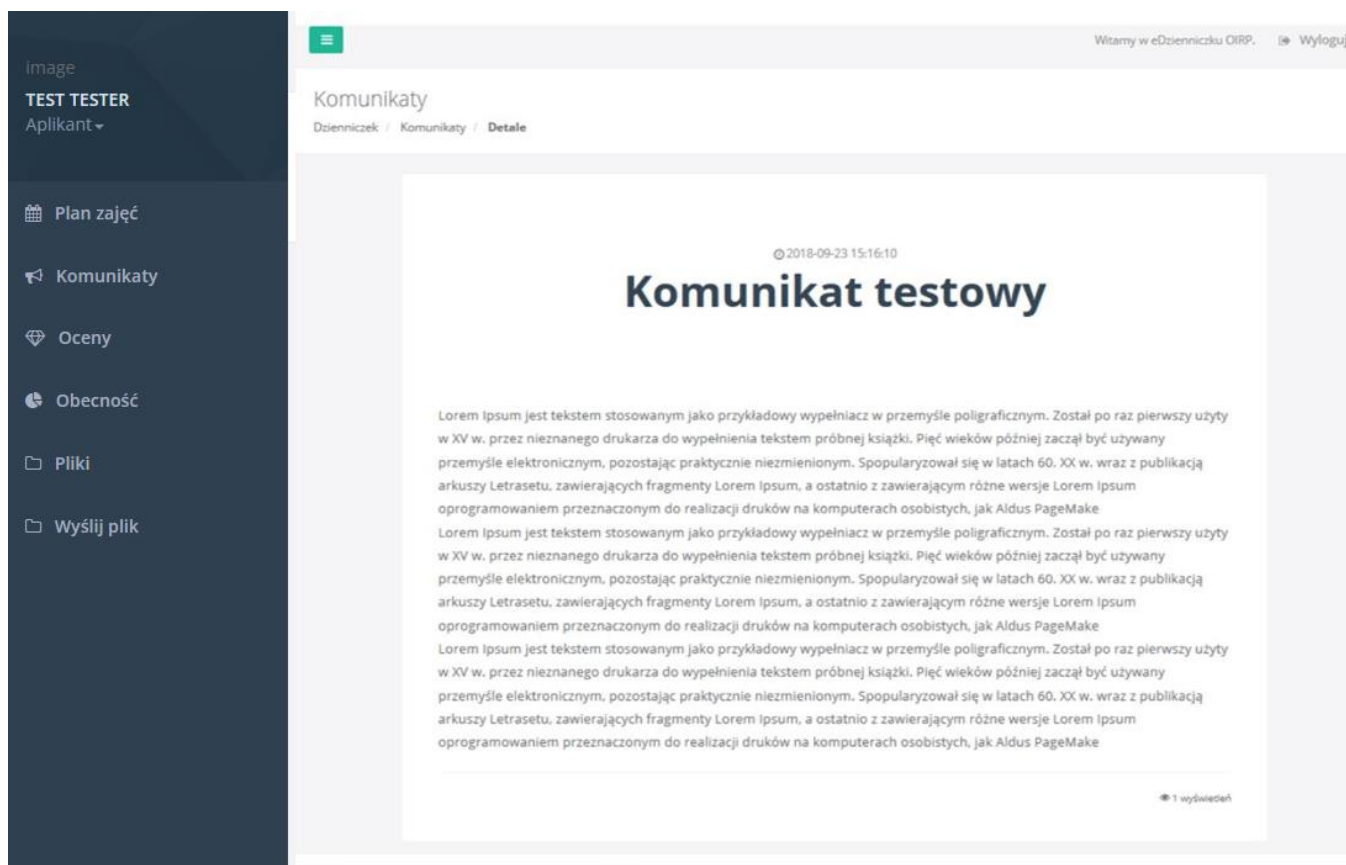 image
TEST TESTER
Aplikant
Plan zajęć
Komunikaty
Oceny
Obecność
Pliki
Wyślij plik
Witamy w eDzienniczku OIRP. Wyloguj
Komunikaty
Dzienniczek / Komunikaty / Detale
2018-09-23 15:16:10
Komunikat testowy
Lorem Ipsum jest tekstem stosowanym jako przykładowy wypełniacz w przemyśle poligraficznym. Został po raz pierwszy użyty
w XV w. przez nieznanego drukarza do wypełnienia tekstem próbnej książki. Pięć wieków później zaczął być używany
przemyśle elektronicznym, pozostając praktycznie niezmienionym. Spopularyzował się w latach 60. XX w. wraz z publikacją
arkuszy Letrasetu, zawierających fragmenty Lorem Ipsum, a ostatnio z zawierającym różne wersje Lorem Ipsum
oprogramowaniem przeznaczonym do realizacji druków na komputerach osobistych, jak Aldus PageMake
Lorem Ipsum jest tekstem stosowanym jako przykładowy wypełniacz w przemyśle poligraficznym. Został po raz pierwszy użyty
w XV w. przez nieznanego drukarza do wypełnienia tekstem próbnej książki. Pięć wieków później zaczął być używany
przemyśle elektronicznym, pozostając praktycznie niezmienionym. Spopularyzował się w latach 60. XX w. wraz z publikacją
arkuszy Letrasetu, zawierających fragmenty Lorem Ipsum, a ostatnio z zawierającym różne wersje Lorem Ipsum
oprogramowaniem przeznaczonym do realizacji druków na komputerach osobistych, jak Aldus PageMake
Lorem Ipsum jest tekstem stosowanym jako przykładowy wypełniacz w przemyśle poligraficznym. Został po raz pierwszy użyty
w XV w. przez nieznanego drukarza do wypełnienia tekstem próbnej książki. Pięć wieków później zaczął być używany
przemyśle elektronicznym, pozostając praktycznie niezmienionym. Spopularyzował się w latach 60. XX w. wraz z publikacją
arkuszy Letrasetu, zawierających fragmenty Lorem Ipsum, a ostatnio z zawierającym różne wersje Lorem Ipsum
oprogramowaniem przeznaczonym do realizacji druków na komputerach osobistych, jak Aldus PageMake
1 wyświetleń